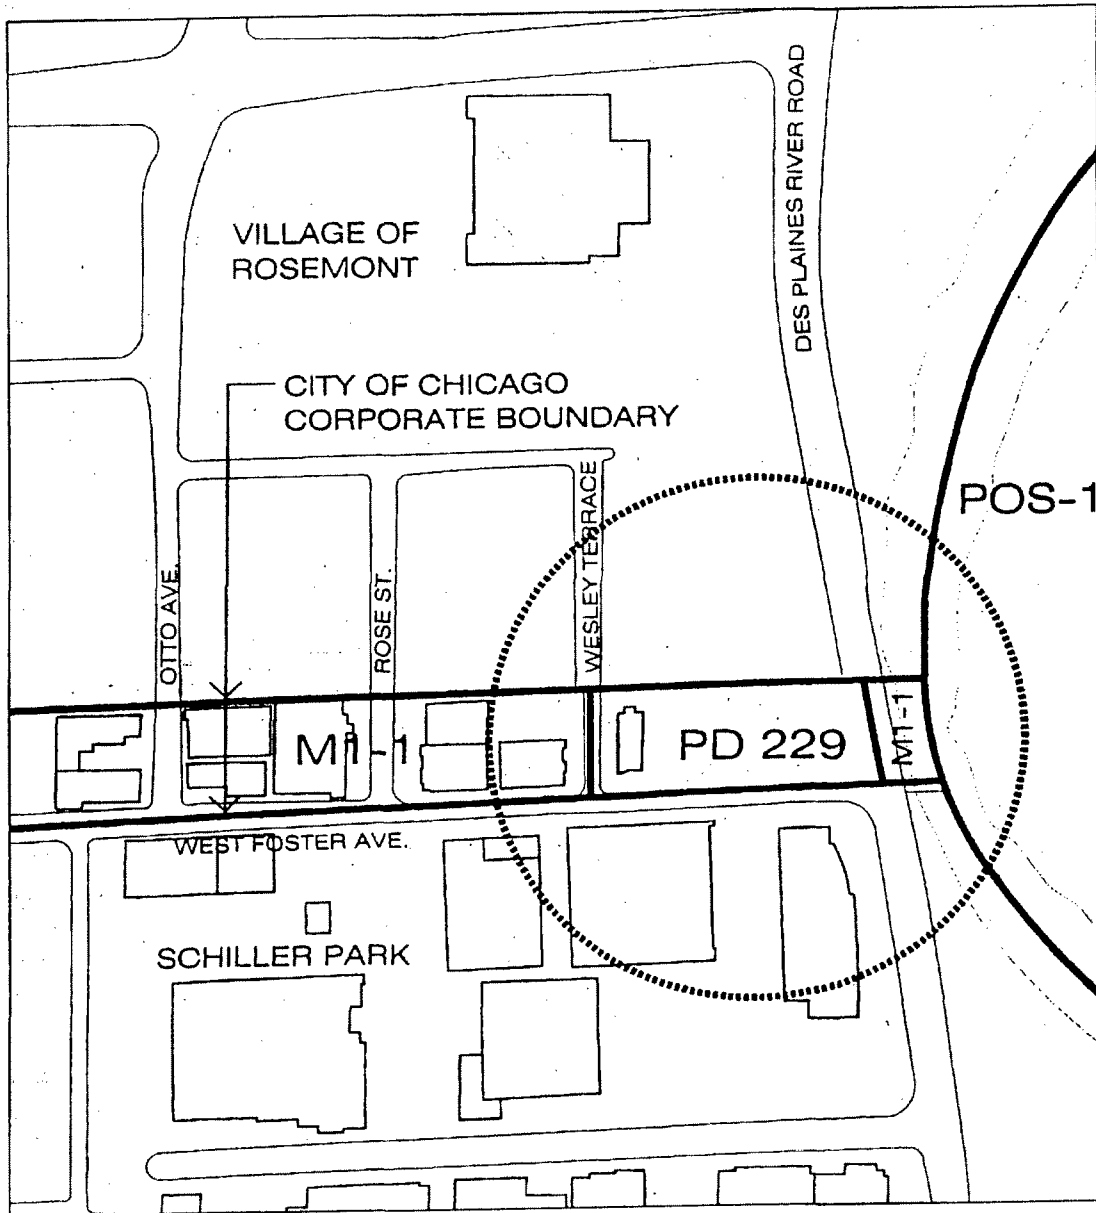 DES PLAINES RIVER ROAD
VILLAGE OF
ROSEMONT
CITY OF CHICAGO
CORPORATE BOUNDARY
POS-1
OTTO AVE.
ROSE ST.
WESLEY TERRACE
M1-1
PD 229
M1-1
WEST FOSTER AVE.
SCHILLER PARK